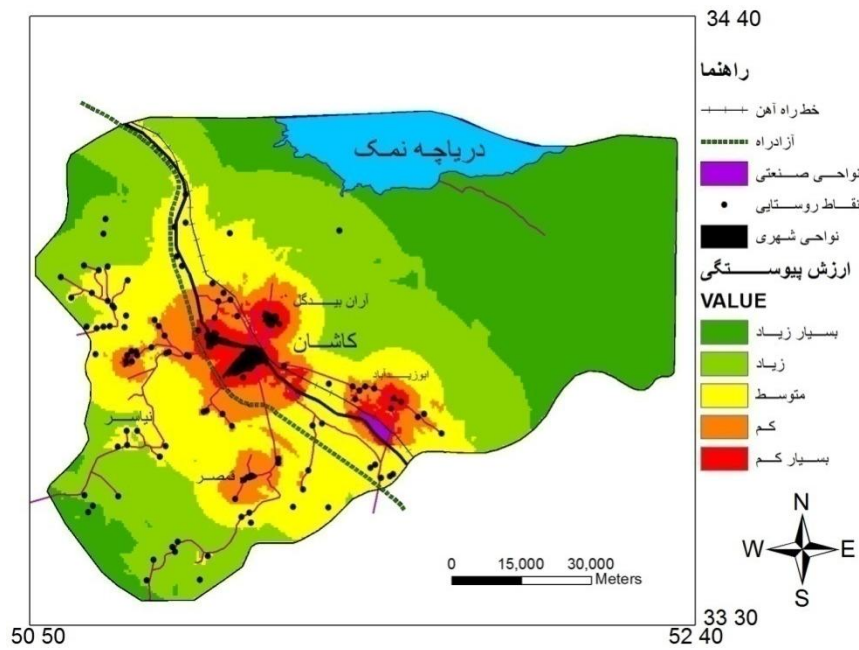 34 40
راهنما
خط راه آهن
آزادراه
نواحی صنعتی
نقاط روستایی
نواحی شهری
ارزش پیوستگی
VALUE
بسیار زیاد
زیاد
متوسط
کم
بسیار کم
دریاچه نمک
آران بیدگل
کاشان
ابوزیدآباد
نیاسر
قمصر
N
W E
S
0 15,000 30,000
Meters
33 30
50 50
52 40